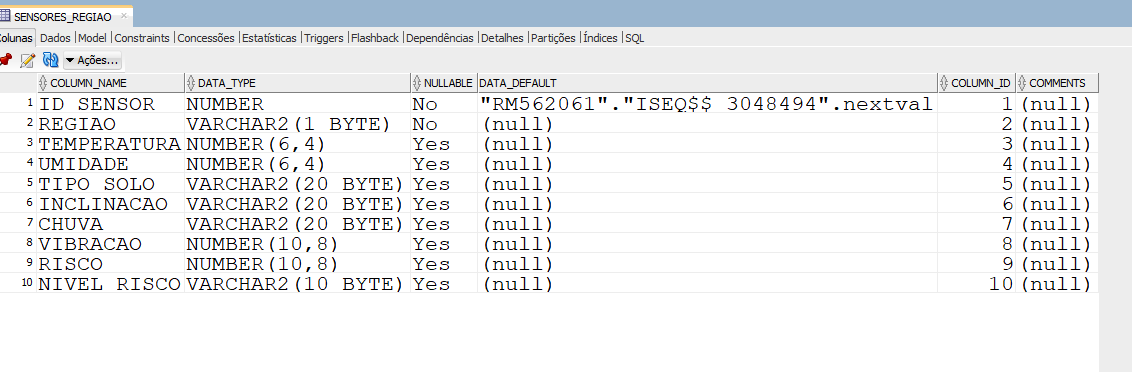 SENSORES_REGIAO ×
Colunas Dados Model Constraints Concessões Estatísticas Triggers Flashback Dependências Detalhes Partições Índices SQL
Ações...
COLUMN_NAME DATA_TYPE NULLABLE DATA_DEFAULT COLUMN_ID COMMENTS
1 ID SENSOR NUMBER No "RM562061"."ISEQ$$ 3048494".nextval 1 (null)
2 REGIAO VARCHAR2(1 BYTE) No (null) 2 (null)
3 TEMPERATURA NUMBER(6,4) Yes (null) 3 (null)
4 UMIDADE NUMBER(6,4) Yes (null) 4 (null)
5 TIPO SOLO VARCHAR2(20 BYTE) Yes (null) 5 (null)
6 INCLINACAO VARCHAR2(20 BYTE) Yes (null) 6 (null)
7 CHUVA VARCHAR2(20 BYTE) Yes (null) 7 (null)
8 VIBRACAO NUMBER(10,8) Yes (null) 8 (null)
9 RISCO NUMBER(10,8) Yes (null) 9 (null)
10 NIVEL RISCO VARCHAR2(10 BYTE) Yes (null) 10 (null)